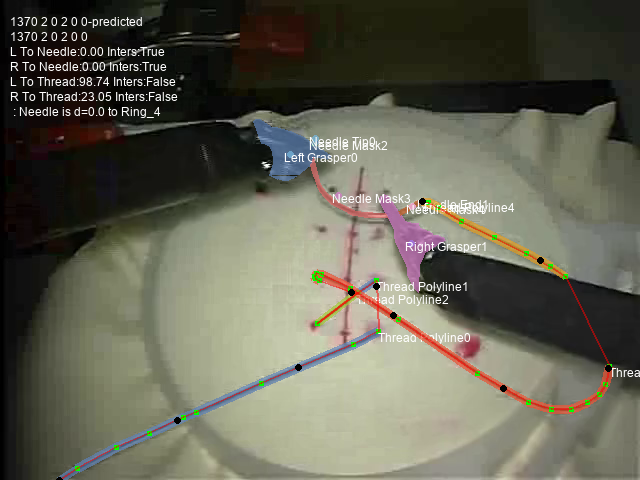 1370 2 0 2 0 0-predicted
1370 2 0 2 0 0
L To Needle:0.00 Inters:True
R To Needle:0.00 Inters:True
L To Thread:98.74 Inters:False
R To Thread:23.05 Inters:False
: Needle is d=0.0 to Ring_4
Needle Tip0
Needle Mask2
Left Grasper0
Needle Mask3
Right Grasper1
Thread Polyline1
Thread Polyline2
Thread Polyline0